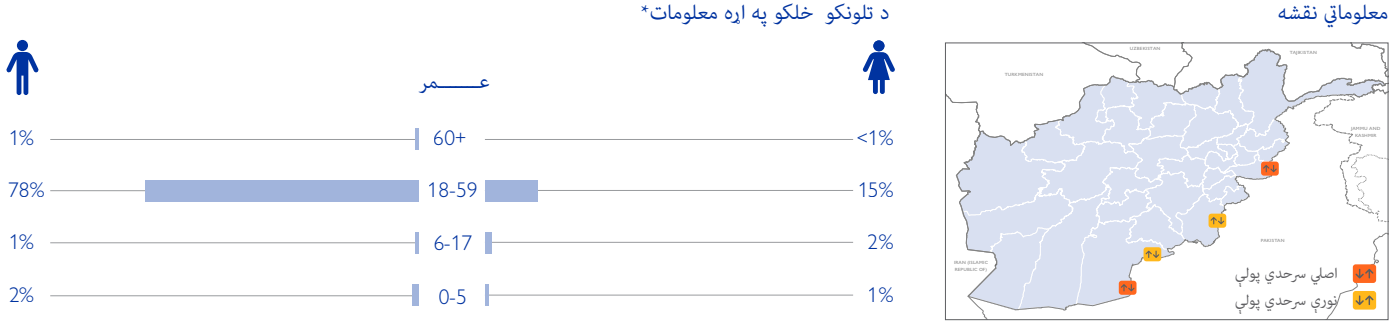 معلوماتي نقشه
د تلونکو خلکو په اړه معلومات*
عـــــمر
1% 60+ <1%
78% 18-59 15%
1% 6-17 2%
2% 0-5 1%
UZBEKISTAN
TAJIKISTAN
TURKMENISTAN
JAMMU AND
KASHMIR
PAKISTAN
IRAN (ISLAMIC
REPUBLIC OF)
اصلي سرحدي پولې
نورې سرحدي پولې